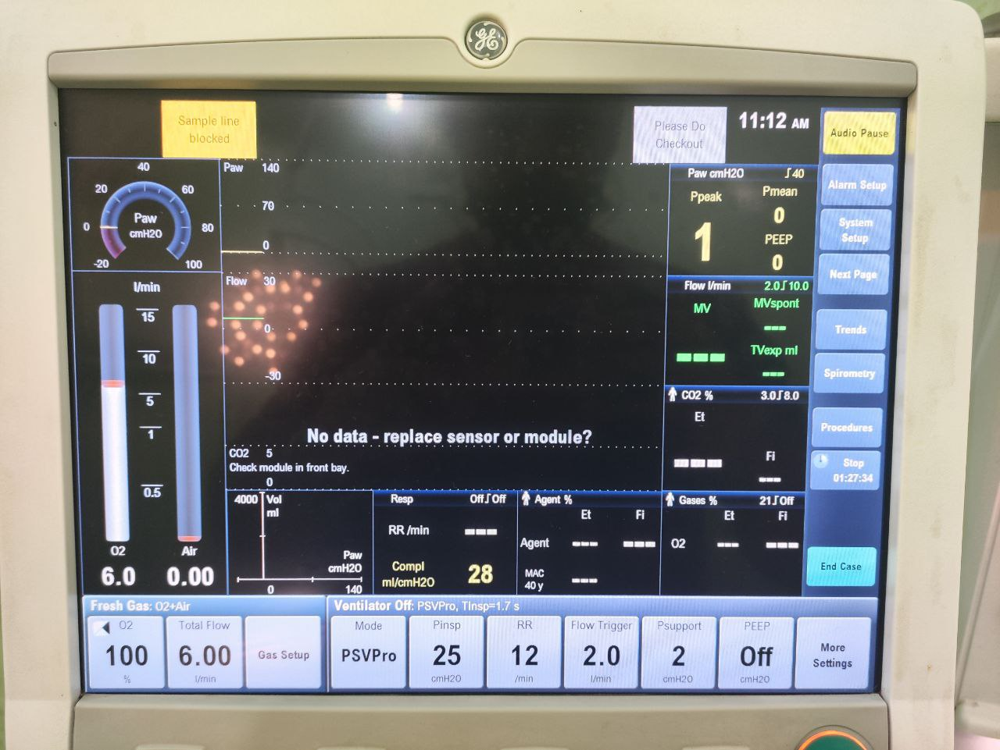 GE
Sample line
blocked
Please Do
Checkout
11:12 AM
Audio Pause
40
20
60
Paw
cmH2O
0
80
-20
100
l/min
15
10
5
1
0.5
O2
Air
6.0
0.00
Paw
140
70
0
Flow
30
0
-30
No data - replace sensor or module?
CO2
5
Check module in front bay.
0
4000
Vol
ml
Paw
cmH2O
0
140
Resp
Off⎰Off
RR /min
---
Compl
ml/cmH2O
28
Agent %
Et
Fi
Agent
---
---
MAC
40 y
---
Paw cmH2O
⎰40
Ppeak
Pmean
1
0
PEEP
0
Flow l/min
2.0⎰10.0
MV
MVspont
---
---
TVexp ml
---
CO2 %
3.0⎰8.0
Et
---
Fi
---
Gases %
21⎰Off
Et
Fi
O2
---
---
Alarm Setup
System
Setup
Next Page
Trends
Spirometry
Procedures
Stop
01:27:34
End Case
Fresh Gas: O2+Air
Ventilator Off: PSVPro, TInsp=1.7 s
O2
100
%
Total Flow
6.00
l/min
Gas Setup
Mode
PSVPro
Pinsp
25
cmH2O
RR
12
/min
Flow Trigger
2.0
l/min
Psupport
2
cmH2O
PEEP
Off
cmH2O
More
Settings